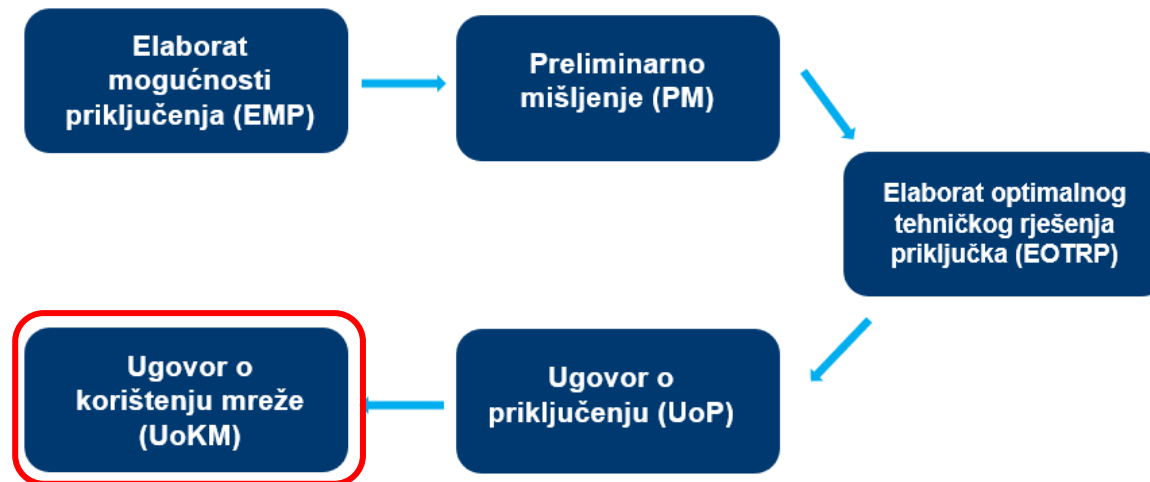 Elaborat
mogućnosti
priključenja (EMP)
Preliminarno
mišljenje (PM)
Elaborat optimalnog
tehničkog rješenja
priključka (EOTRP)
Ugovor o
priključenju (UoP)
Ugovor o
korištenju mreže
(UoKM)